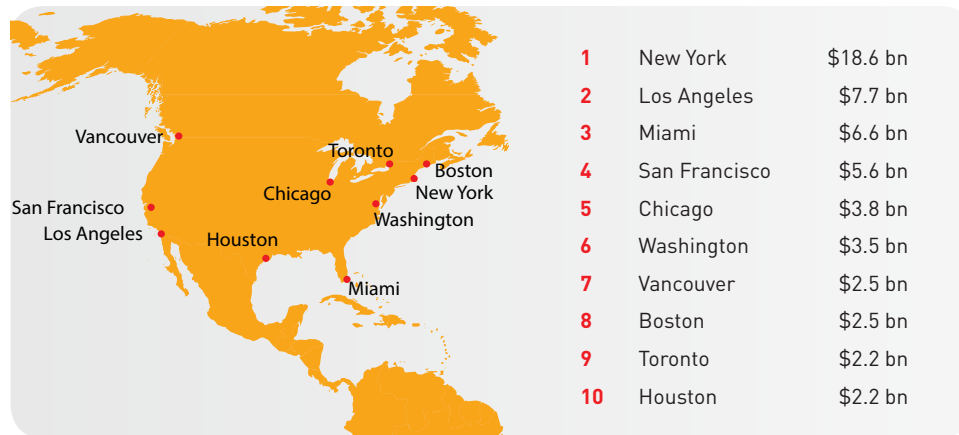 Vancouver
Toronto
Boston
Chicago
New York
San Francisco
Washington
Los Angeles
Houston
Miami
1 New York $18.6 bn
2 Los Angeles $7.7 bn
3 Miami $6.6 bn
4 San Francisco $5.6 bn
5 Chicago $3.8 bn
6 Washington $3.5 bn
7 Vancouver $2.5 bn
8 Boston $2.5 bn
9 Toronto $2.2 bn
10 Houston $2.2 bn